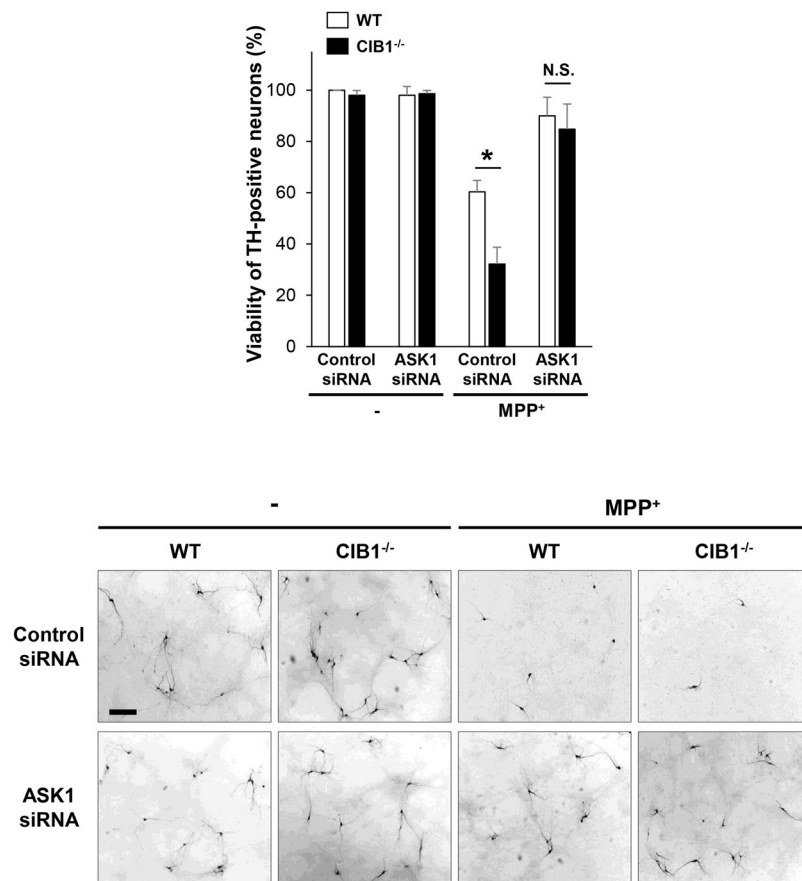 WT
CIB1-/-
Viability of TH-positive neurons (%)
100
80
60
40
20
0
*
N.S.
Control siRNA
ASK1 siRNA
Control siRNA
ASK1 siRNA
-
MPP+
-
MPP+
WT
CIB1-/-
WT
CIB1-/-
Control
siRNA
ASK1
siRNA